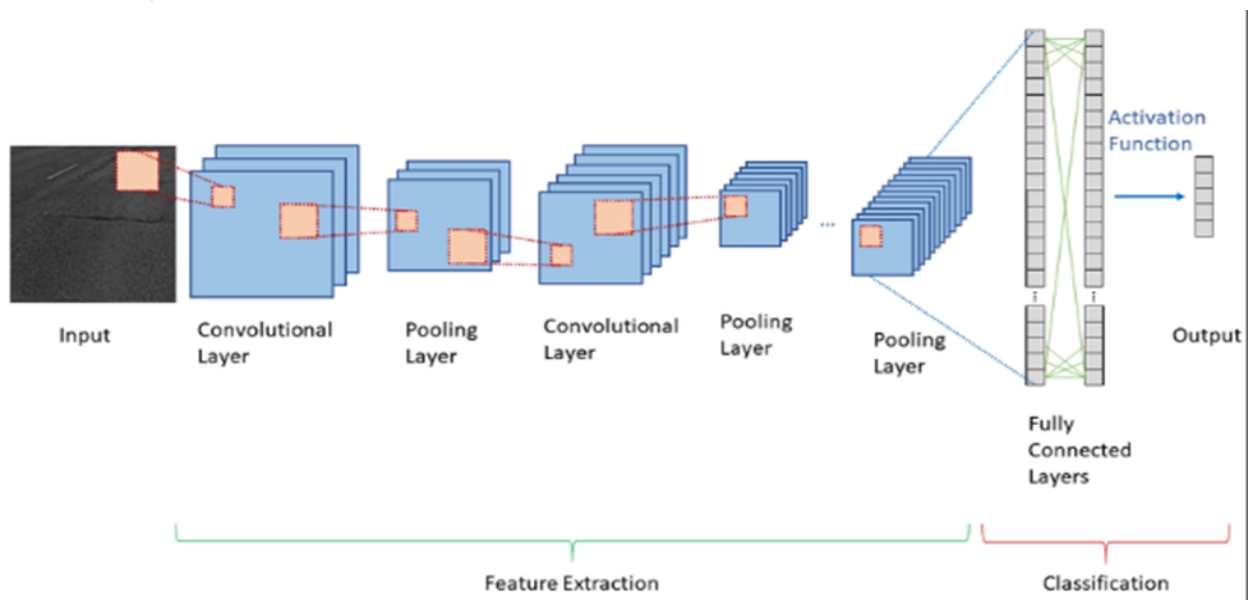 Activation
Function
Input
Convolutional
Layer
Pooling
Layer
Convolutional
Layer
Pooling
Layer
...
Pooling
Layer
Output
Fully
Connected
Layers
Feature Extraction
Classification